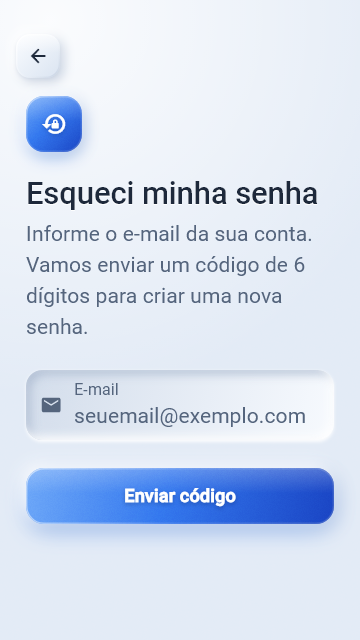 Esqueci minha senha
Informe o e-mail da sua conta.
Vamos enviar um código de 6
dígitos para criar uma nova
senha.
E-mail
seuemail@exemplo.com
Enviar código